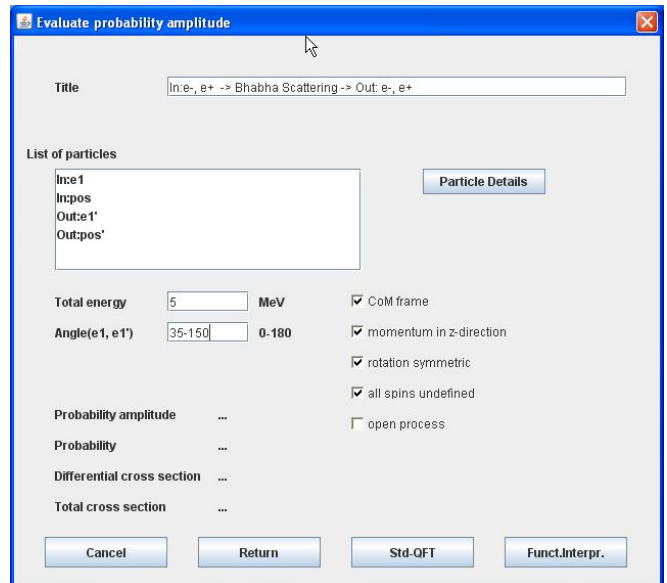 Evaluate probability amplitude
Title In:e-, e+ -> Bhabha Scattering -> Out: e-, e+
List of particles
In:e1
In:pos
Out:e1'
Out:pos'
Particle Details
Total energy 5 MeV CoM frame
Angle(e1, e1') 35-150 0-180 momentum in z-direction
rotation symmetric
all spins undefined
Probability amplitude ... open process
Probability ...
Differential cross section ...
Total cross section ...
Cancel Return Std-QFT Funct.Interpr.